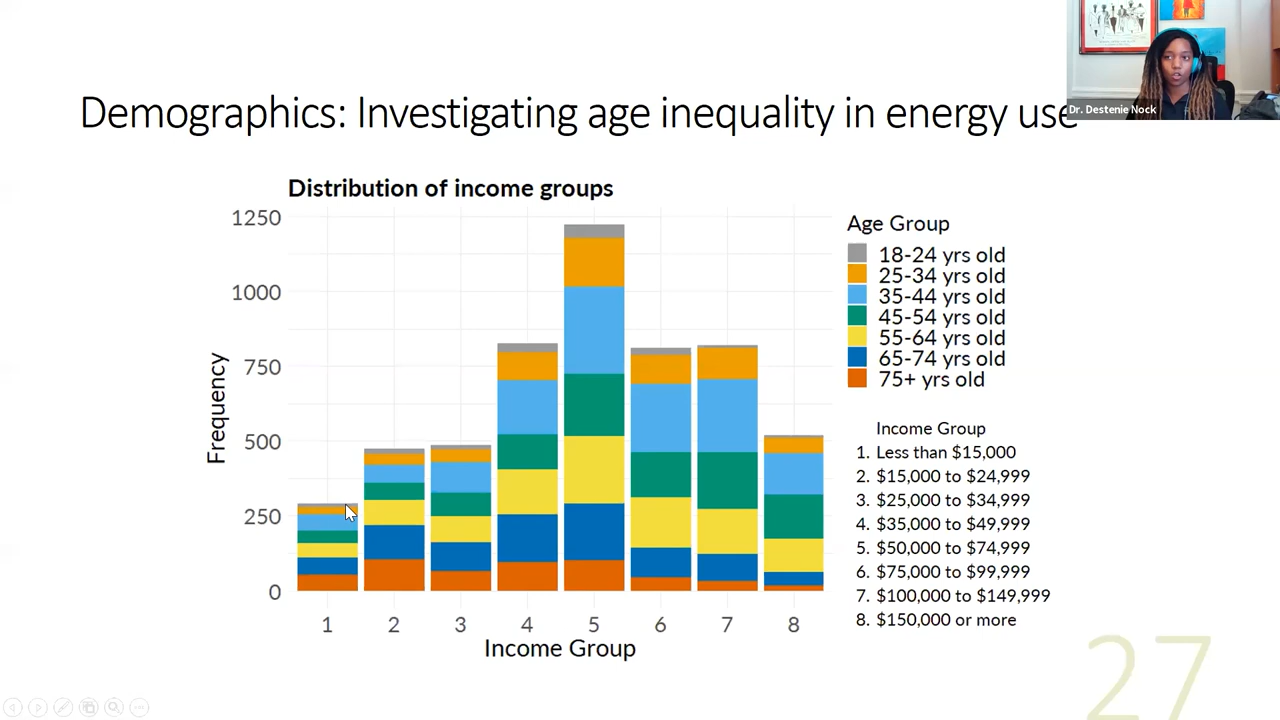 Dr. Destenie Nock
Demographics: Investigating age inequality in energy use
Distribution of income groups
1250
1000
750
500
250
0
Frequency
1 2 3 4 5 6 7 8
Income Group
Age Group
18-24 yrs old
25-34 yrs old
35-44 yrs old
45-54 yrs old
55-64 yrs old
65-74 yrs old
75+ yrs old
Income Group
1. Less than $15,000
2. $15,000 to $24,999
3. $25,000 to $34,999
4. $35,000 to $49,999
5. $50,000 to $74,999
6. $75,000 to $99,999
7. $100,000 to $149,999
8. $150,000 or more
27